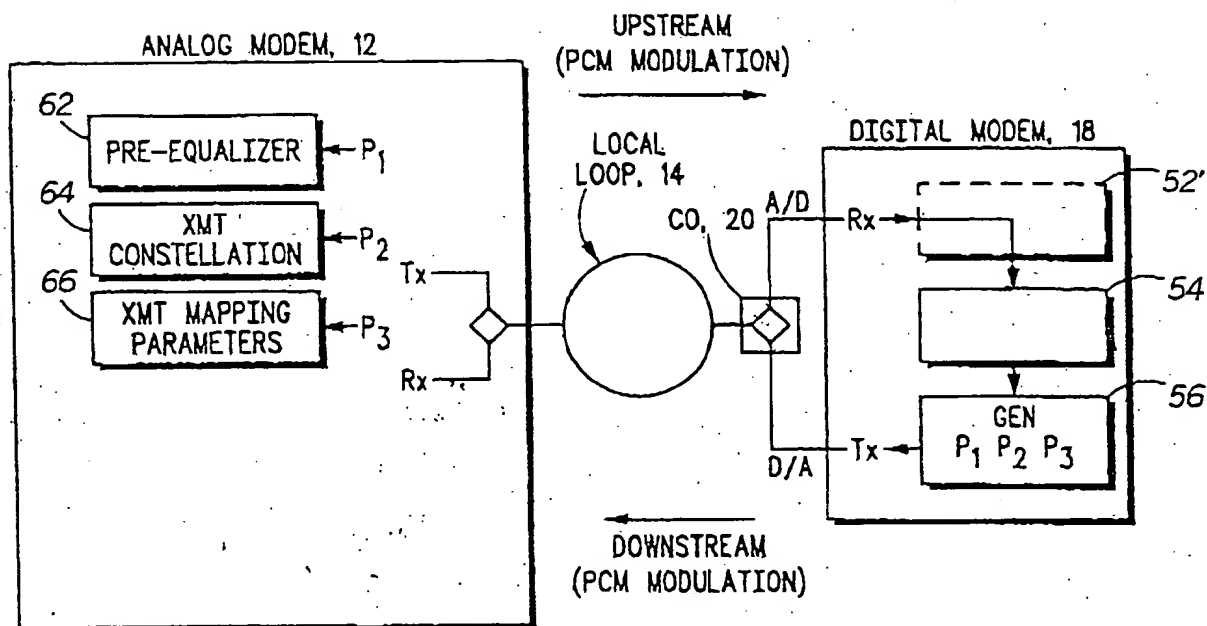 ANALOG MODEM, 12
62
PRE-EQUALIZER
P1
64
XMT
CONSTELLATION
P2
66
XMT MAPPING
PARAMETERS
P3
Tx
Rx
UPSTREAM
(PCM MODULATION)
LOCAL
LOOP, 14
CO, 20
A/D
D/A
DOWNSTREAM
(PCM MODULATION)
DIGITAL MODEM, 18
Rx
52'
54
56
GEN
P1 P2 P3
Tx